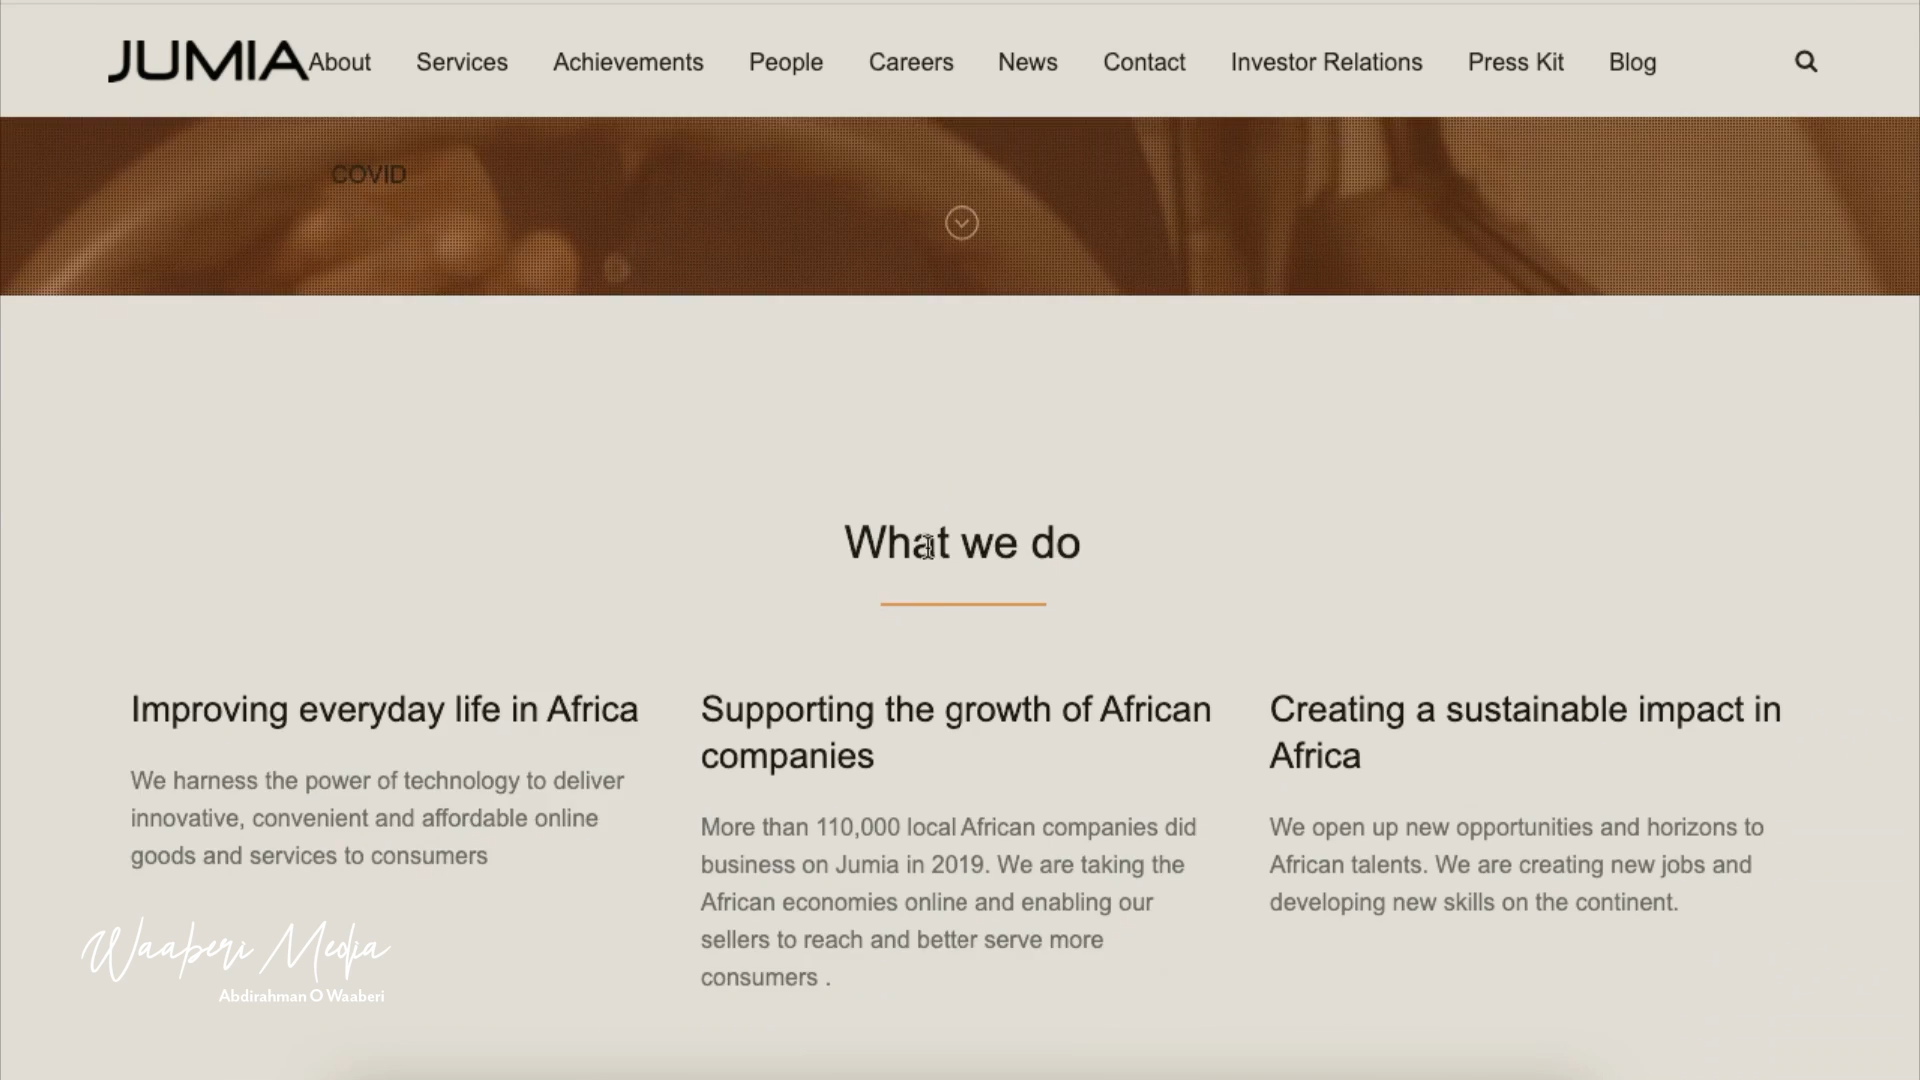 JUMIA About Services Achievements People Careers News Contact Investor Relations Press Kit Blog
COVID
What we do
Improving everyday life in Africa
We harness the power of technology to deliver
innovative, convenient and affordable online
goods and services to consumers
Supporting the growth of African
companies
More than 110,000 local African companies did
business on Jumia in 2019. We are taking the
African economies online and enabling our
sellers to reach and better serve more
consumers .
Creating a sustainable impact in
Africa
We open up new opportunities and horizons to
African talents. We are creating new jobs and
developing new skills on the continent.
Waaberi Media
Abdirahman O Waaberi